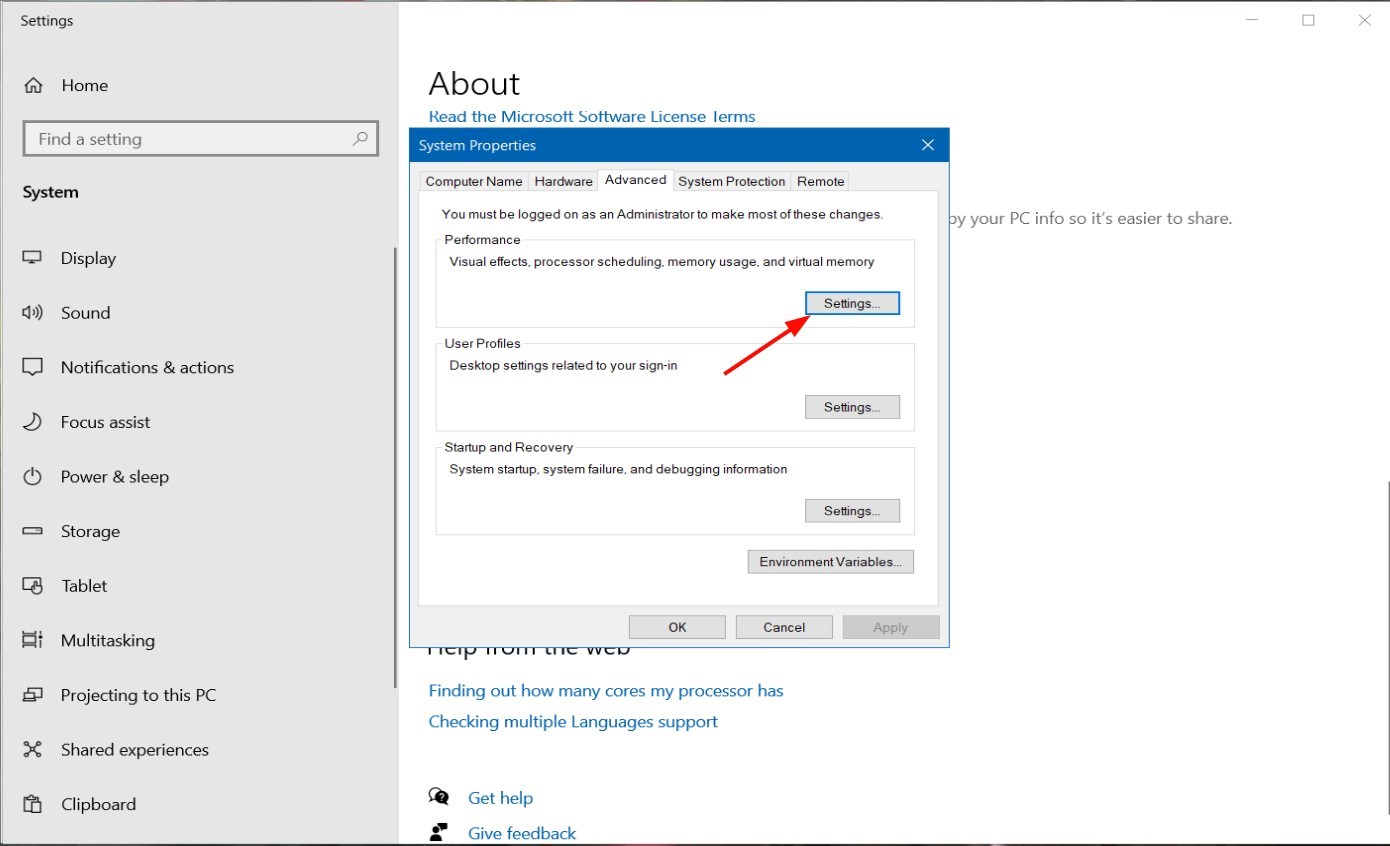 Settings
Home
Find a setting
System
Display
Sound
Notifications & actions
Focus assist
Power & sleep
Storage
Tablet
Multitasking
Projecting to this PC
Shared experiences
Clipboard
About
Read the Microsoft Software License Terms
System Properties
Computer Name Hardware Advanced System Protection Remote
You must be logged on as an Administrator to make most of these changes.
Performance
Visual effects, processor scheduling, memory usage, and virtual memory
Settings...
User Profiles
Desktop settings related to your sign-in
Settings...
Startup and Recovery
System startup, system failure, and debugging information
Settings...
Environment Variables...
OK Cancel Apply
by your PC info so it's easier to share.
Help from the web
Finding out how many cores my processor has
Checking multiple Languages support
Get help
Give feedback